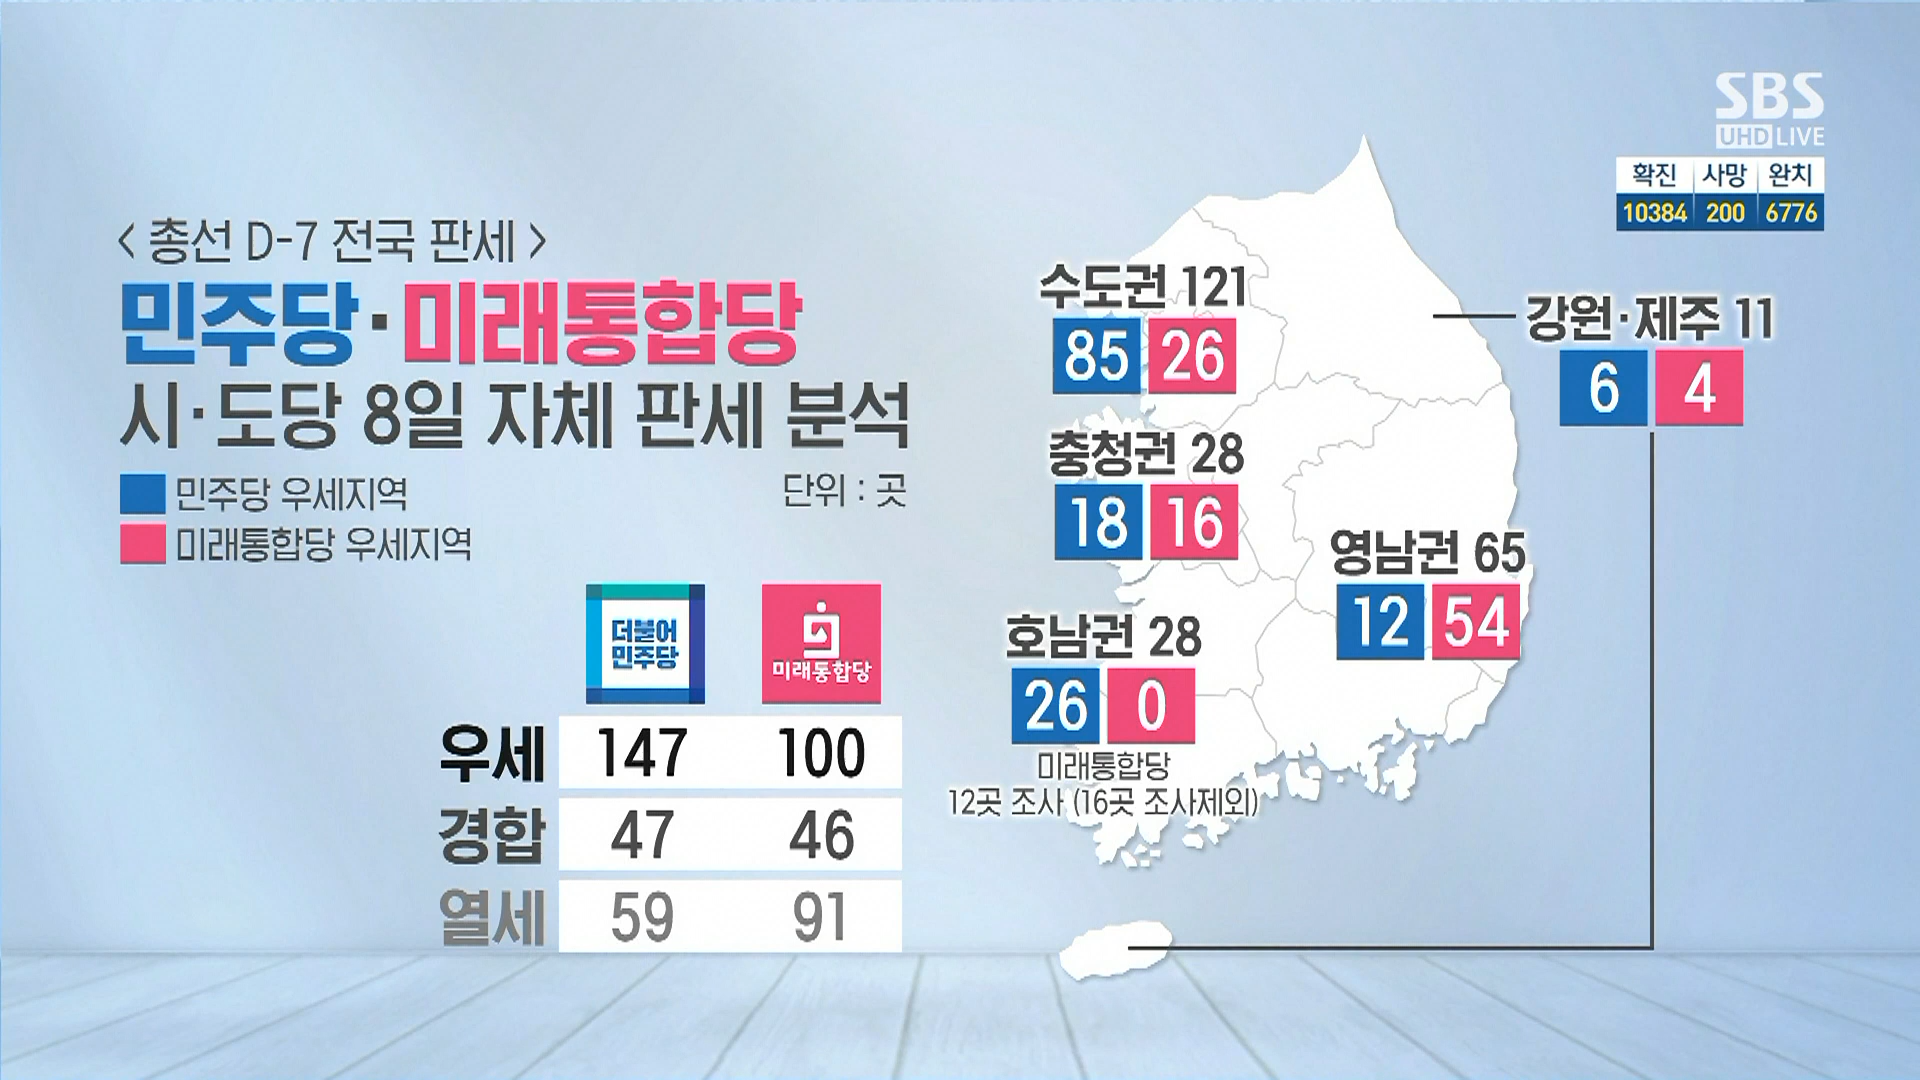 SBS
UHD LIVE
확진 사망 완치
10384 200 6776
< 총선 D-7 전국 판세 >
민주당·미래통합당
시·도당 8일 자체 판세 분석
민주당 우세지역
단위 : 곳
미래통합당 우세지역
더불어
민주당
미래통합당
우세 147 100
경합 47 46
열세 59 91
수도권 121
85 26
강원·제주 11
6 4
충청권 28
18 16
영남권 65
12 54
호남권 28
26 0
미래통합당
12곳 조사 (16곳 조사제외)